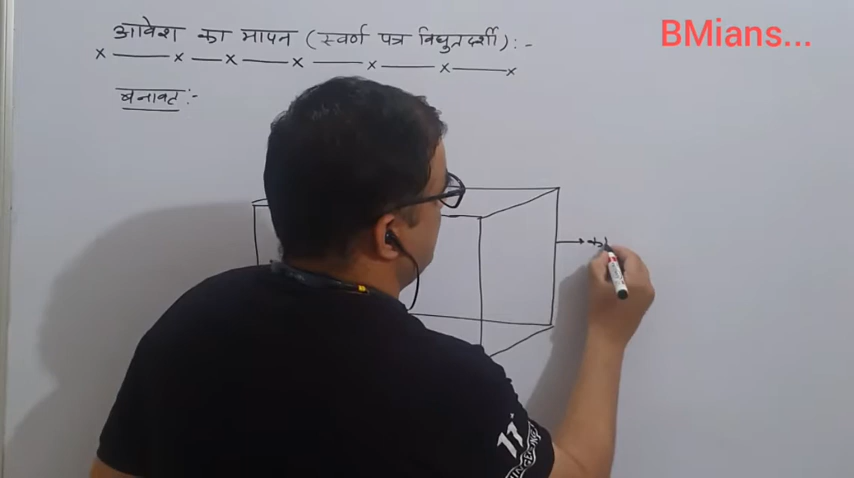 आवेश का मापन (स्वर्ण पत्र विधुतदर्शी) :-
x ——— x — x —— x ——— x ——— x ——— x
बनावट :-
BMians...